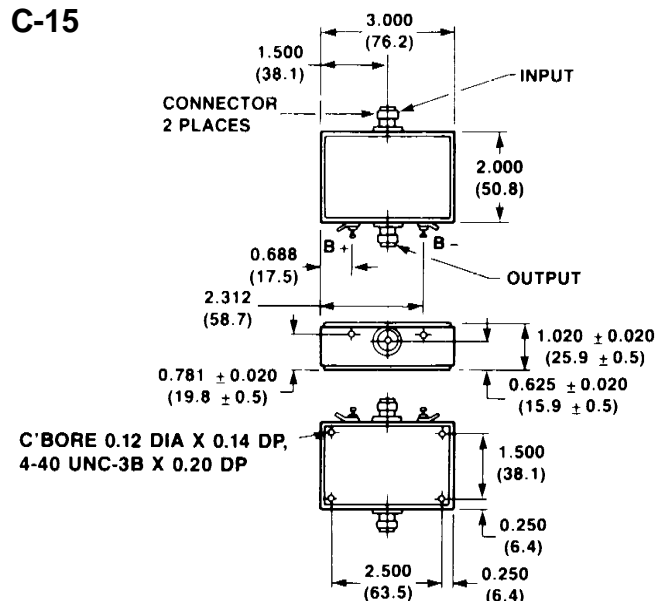 C-15
3.000
(76.2)
1.500
(38.1)
INPUT
CONNECTOR
2 PLACES
2.000
(50.8)
B +
B -
0.688
(17.5)
OUTPUT
2.312
(58.7)
1.020 ± 0.020
(25.9 ± 0.5)
0.781 ± 0.020
(19.8 ± 0.5)
0.625 ± 0.020
(15.9 ± 0.5)
C'BORE 0.12 DIA X 0.14 DP,
4-40 UNC-3B X 0.20 DP
1.500
(38.1)
0.250
(6.4)
2.500
(63.5)
0.250
(6.4)